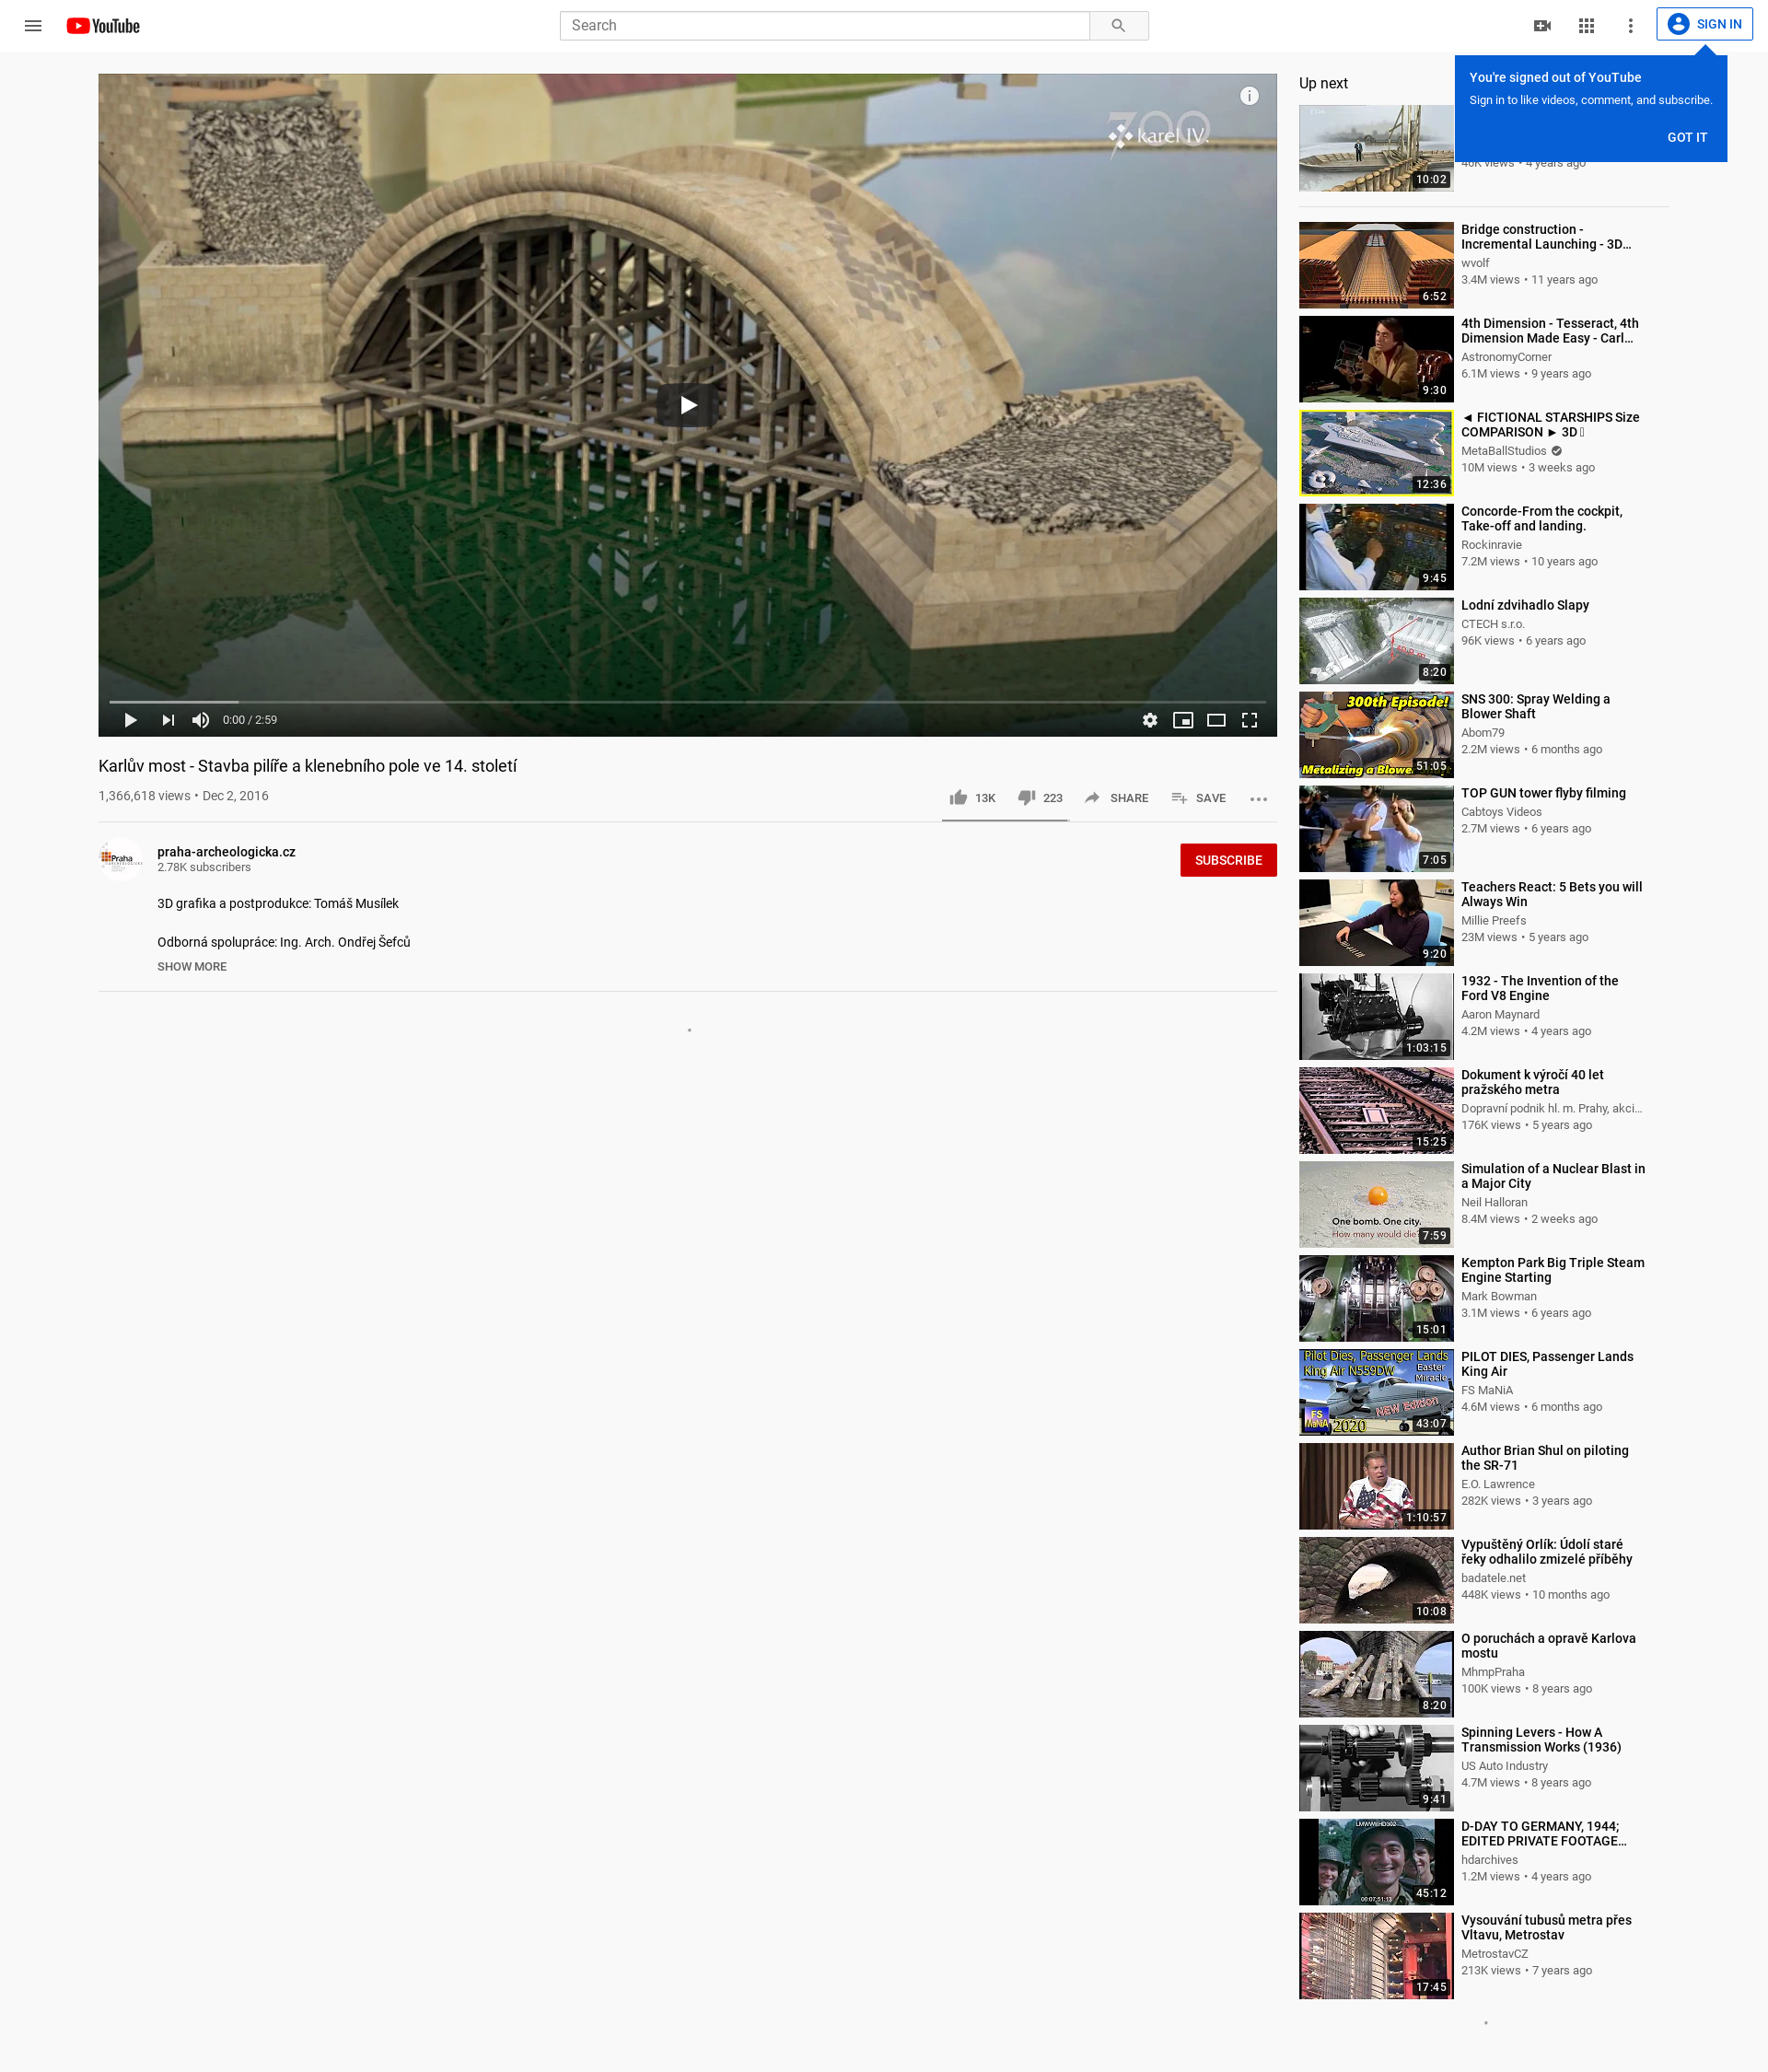 YouTube
Search
SIGN IN
You're signed out of YouTube
Sign in to like videos, comment, and subscribe.
GOT IT
700
karel IV.
0:00 / 2:59
Karlův most - Stavba pilíře a klenebního pole ve 14. století
1,366,618 views • Dec 2, 2016
13K
223
SHARE
SAVE
praha-archeologicka.cz
2.78K subscribers
SUBSCRIBE
3D grafika a postprodukce: Tomáš Musílek
Odborná spolupráce: Ing. Arch. Ondřej Šefců
SHOW MORE
Up next
10:02
46K views • 4 years ago
6:52
Bridge construction -
Incremental Launching - 3D…
wvolf
3.4M views • 11 years ago
9:30
4th Dimension - Tesseract, 4th
Dimension Made Easy - Carl…
AstronomyCorner
6.1M views • 9 years ago
12:36
◄ FICTIONAL STARSHIPS Size
COMPARISON ► 3D
MetaBallStudios
10M views • 3 weeks ago
9:45
Concorde-From the cockpit,
Take-off and landing.
Rockinravie
7.2M views • 10 years ago
8:20
Lodní zdvihadlo Slapy
CTECH s.r.o.
96K views • 6 years ago
300th Episode!
Metalizing a Blower
51:05
SNS 300: Spray Welding a
Blower Shaft
Abom79
2.2M views • 6 months ago
7:05
TOP GUN tower flyby filming
Cabtoys Videos
2.7M views • 6 years ago
9:20
Teachers React: 5 Bets you will
Always Win
Millie Preefs
23M views • 5 years ago
1:03:15
1932 - The Invention of the
Ford V8 Engine
Aaron Maynard
4.2M views • 4 years ago
15:25
Dokument k výročí 40 let
pražského metra
Dopravní podnik hl. m. Prahy, akci…
176K views • 5 years ago
One bomb. One city.
How many would die?
7:59
Simulation of a Nuclear Blast in
a Major City
Neil Halloran
8.4M views • 2 weeks ago
15:01
Kempton Park Big Triple Steam
Engine Starting
Mark Bowman
3.1M views • 6 years ago
Pilot Dies, Passenger Lands
King Air N559DW
Easter
Miracle
NEW Edition
FS
MaNiA
2020
43:07
PILOT DIES, Passenger Lands
King Air
FS MaNiA
4.6M views • 6 months ago
1:10:57
Author Brian Shul on piloting
the SR-71
E.O. Lawrence
282K views • 3 years ago
10:08
Vypuštěný Orlík: Údolí staré
řeky odhalilo zmizelé příběhy
badatele.net
448K views • 10 months ago
8:20
O poruchách a opravě Karlova
mostu
MhmpPraha
100K views • 8 years ago
9:41
Spinning Levers - How A
Transmission Works (1936)
US Auto Industry
4.7M views • 8 years ago
45:12
D-DAY TO GERMANY, 1944;
EDITED PRIVATE FOOTAGE…
hdarchives
1.2M views • 4 years ago
17:45
Vysouvání tubusů metra přes
Vltavu, Metrostav
MetrostavCZ
213K views • 7 years ago